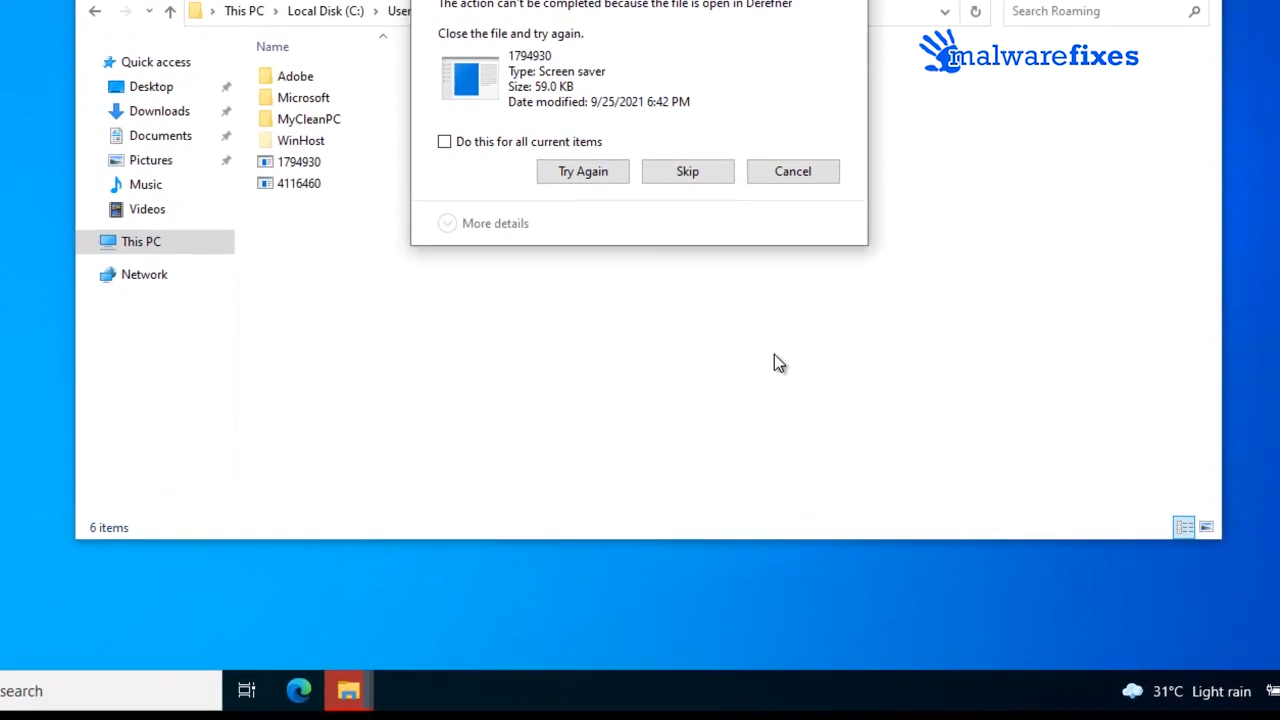 The action can't be completed because the file is open in Derefner
This PC > Local Disk (C:) > User
Search Roaming
Close the file and try again.
malwarefixes
Name
1794930
Type: Screen saver
Size: 59.0 KB
Date modified: 9/25/2021 6:42 PM
Quick access
Desktop
Downloads
Documents
Pictures
Music
Videos
This PC
Network
Adobe
Microsoft
MyCleanPC
WinHost
1794930
4116460
Do this for all current items
Try Again
Skip
Cancel
More details
6 items
search
31°C Light rain